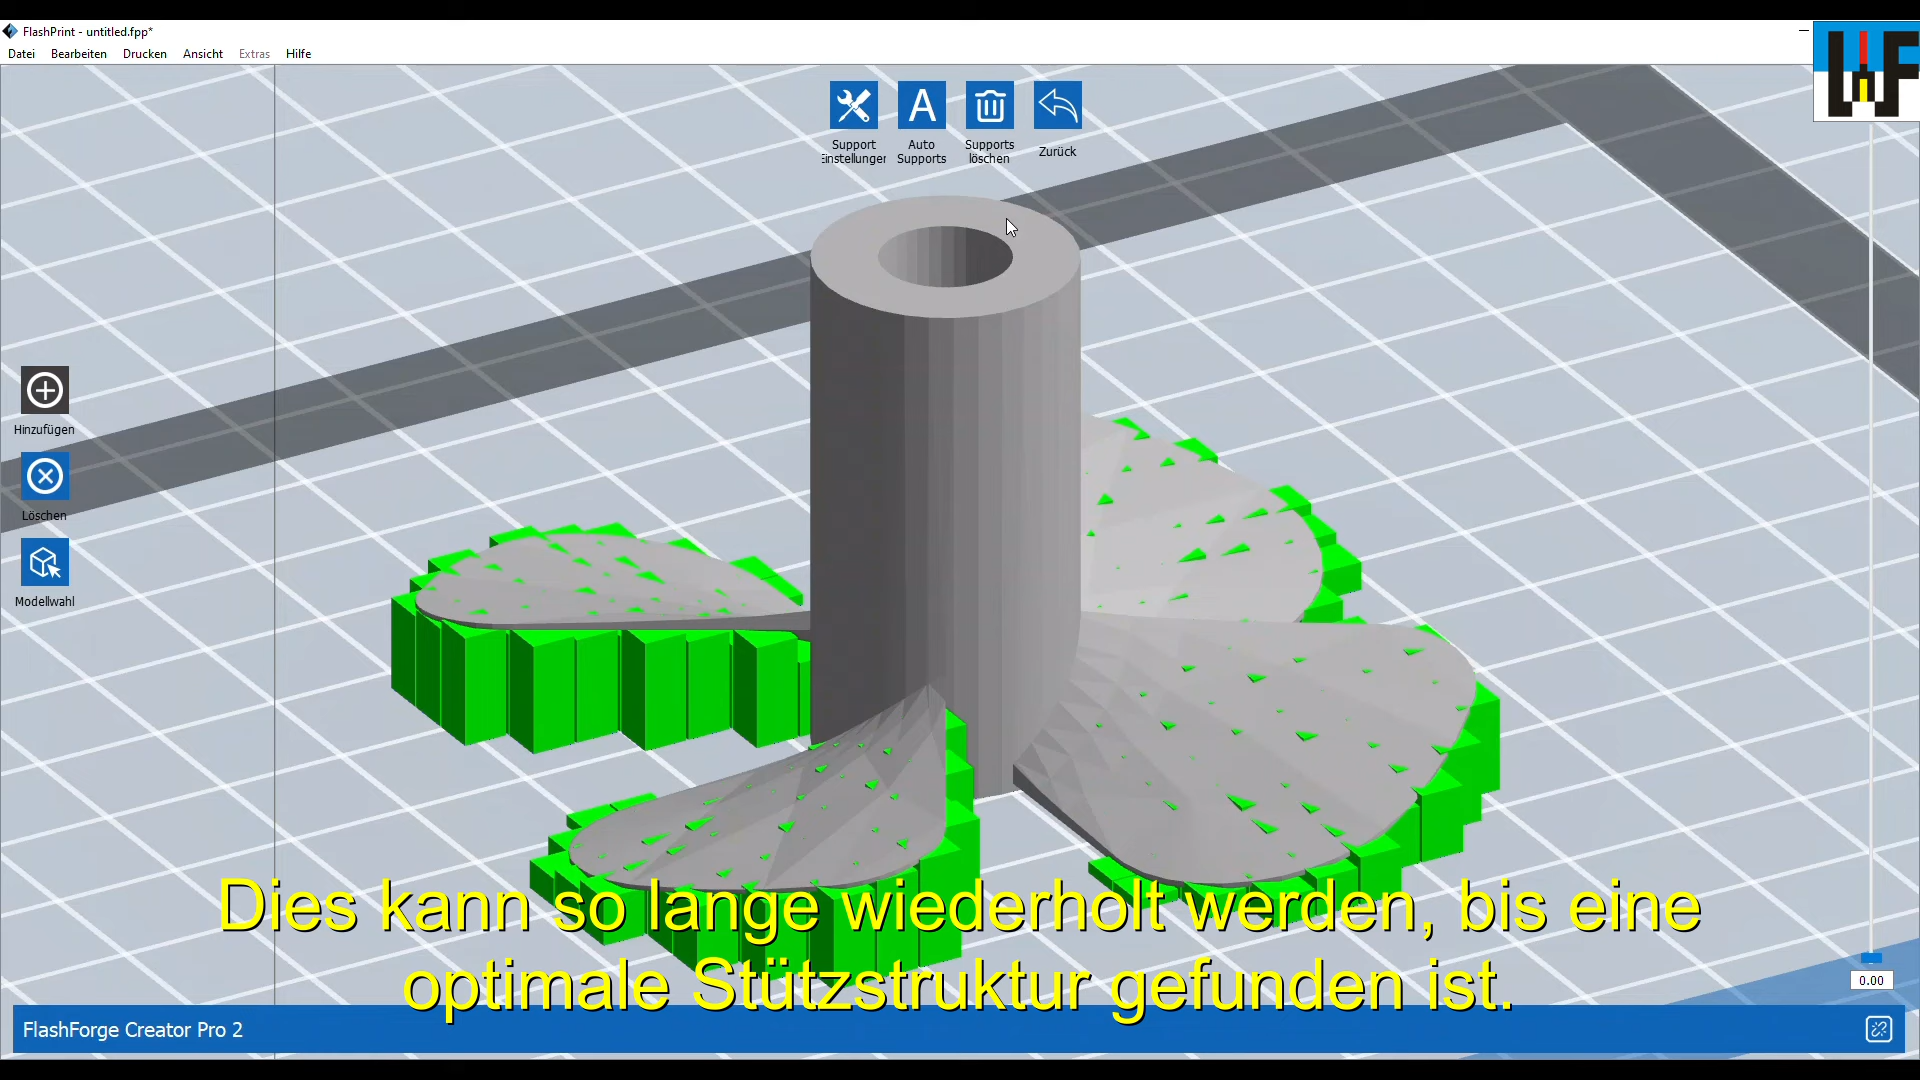 FlashPrint - untitled.fpp*
Datei Bearbeiten Drucken Ansicht Extras Hilfe
A
Support
Einstellungen
Auto
Supports
Supports
löschen
Zurück
Hinzufügen
Löschen
Modellwahl
Dies kann so lange wiederholt werden, bis eine
optimale Stützstruktur gefunden ist.
0.00
FlashForge Creator Pro 2